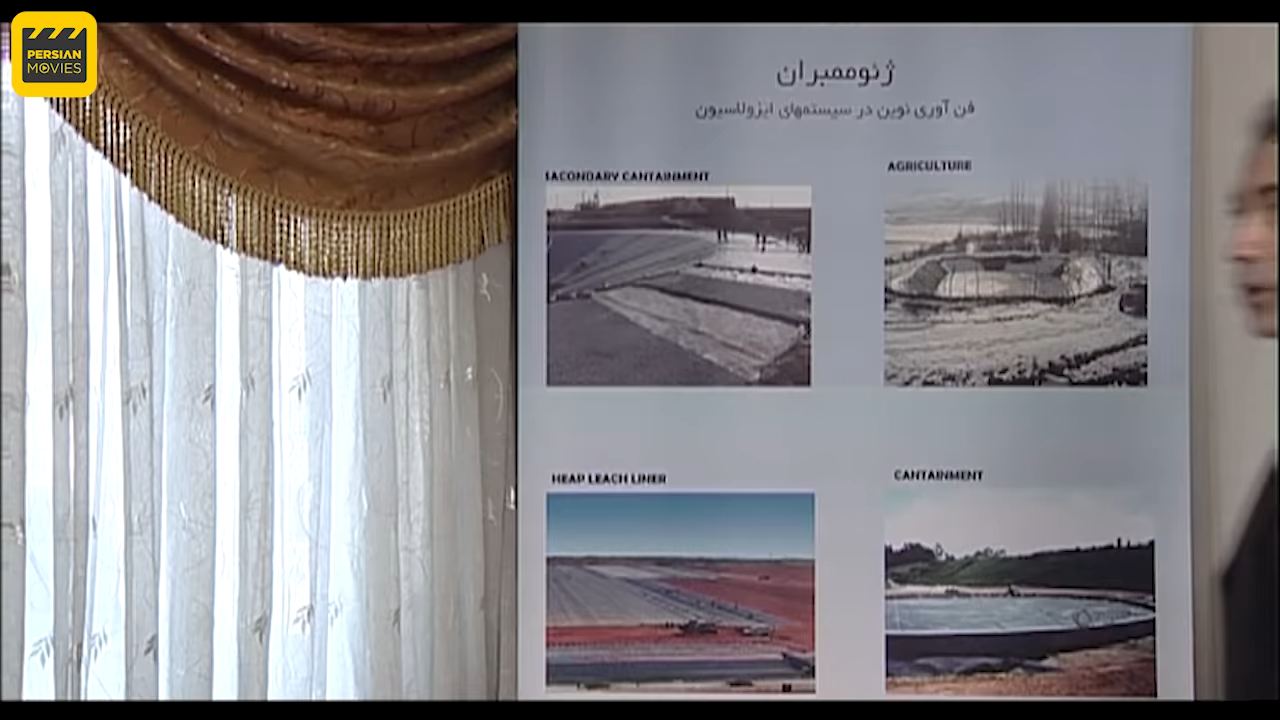 PERSIAN
MOVIES
ژئوممبران
فن آوری نوین در سیستمهای ایزولاسیون
SACONDARY CANTAINMENT
AGRICULTURE
HEAP LEACH LINER
CANTAINMENT